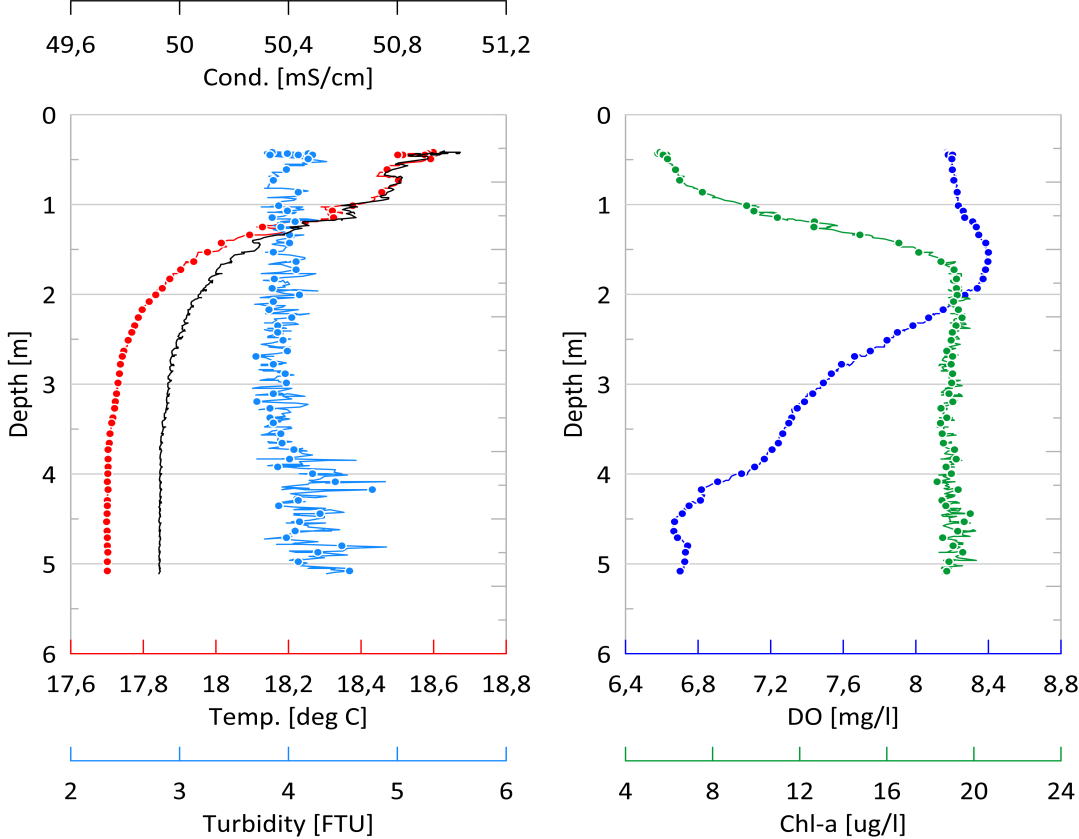 49,6 50 50,4 50,8 51,2
Cond. [mS/cm]
0
1
2
3
4
5
6
Depth [m]
17,6 17,8 18 18,2 18,4 18,6 18,8
Temp. [deg C]
2 3 4 5 6
Turbidity [FTU]
0
1
2
3
4
5
6
Depth [m]
6,4 6,8 7,2 7,6 8 8,4 8,8
DO [mg/l]
4 8 12 16 20 24
Chl-a [ug/l]